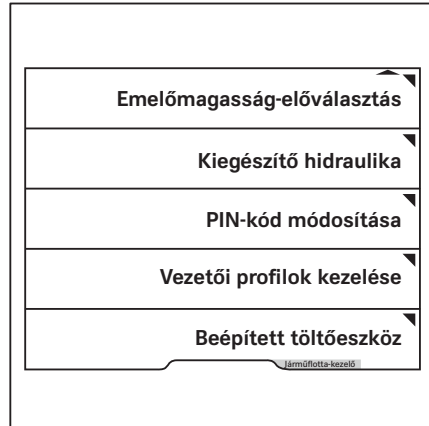 Emelőmagasság-előválasztás
Kiegészítő hidraulika
PIN-kód módosítása
Vezetői profilok kezelése
Beépített töltőeszköz
Járműflotta-kezelő